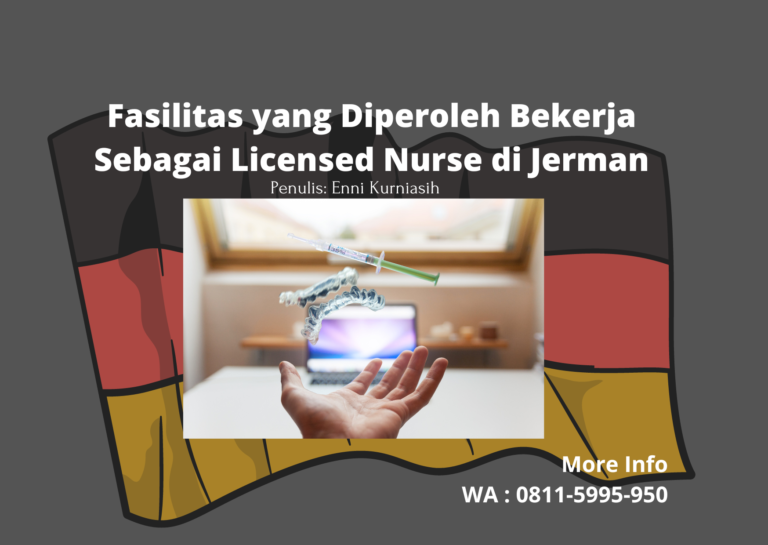 Fasilitas yang Diperoleh Bekerja
Sebagai Licensed Nurse di Jerman
Penulis: Enni Kurniasih
More Info
WA : 0811-5995-950